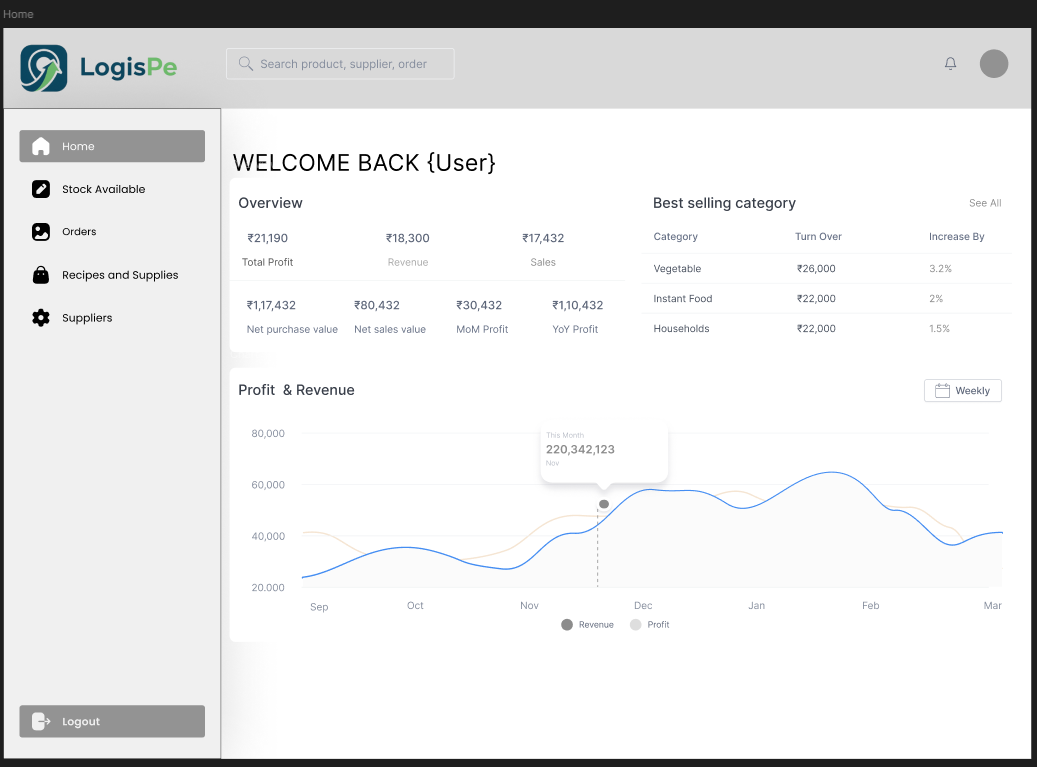 Home
LogisPe
Search product, supplier, order
Home
Stock Available
Orders
Recipes and Supplies
Suppliers
Logout
WELCOME BACK {User}
Overview
₹21,190 ₹18,300 ₹17,432
Total Profit Revenue Sales
₹1,17,432 ₹80,432 ₹30,432 ₹1,10,432
Net purchase value Net sales value MoM Profit YoY Profit
Best selling category See All
Category Turn Over Increase By
Vegetable ₹26,000 3.2%
Instant Food ₹22,000 2%
Households ₹22,000 1.5%
Profit & Revenue Weekly
80,000
60,000
40,000
20.000
This Month
220,342,123
Nov
Sep Oct Nov Dec Jan Feb Mar
Revenue Profit